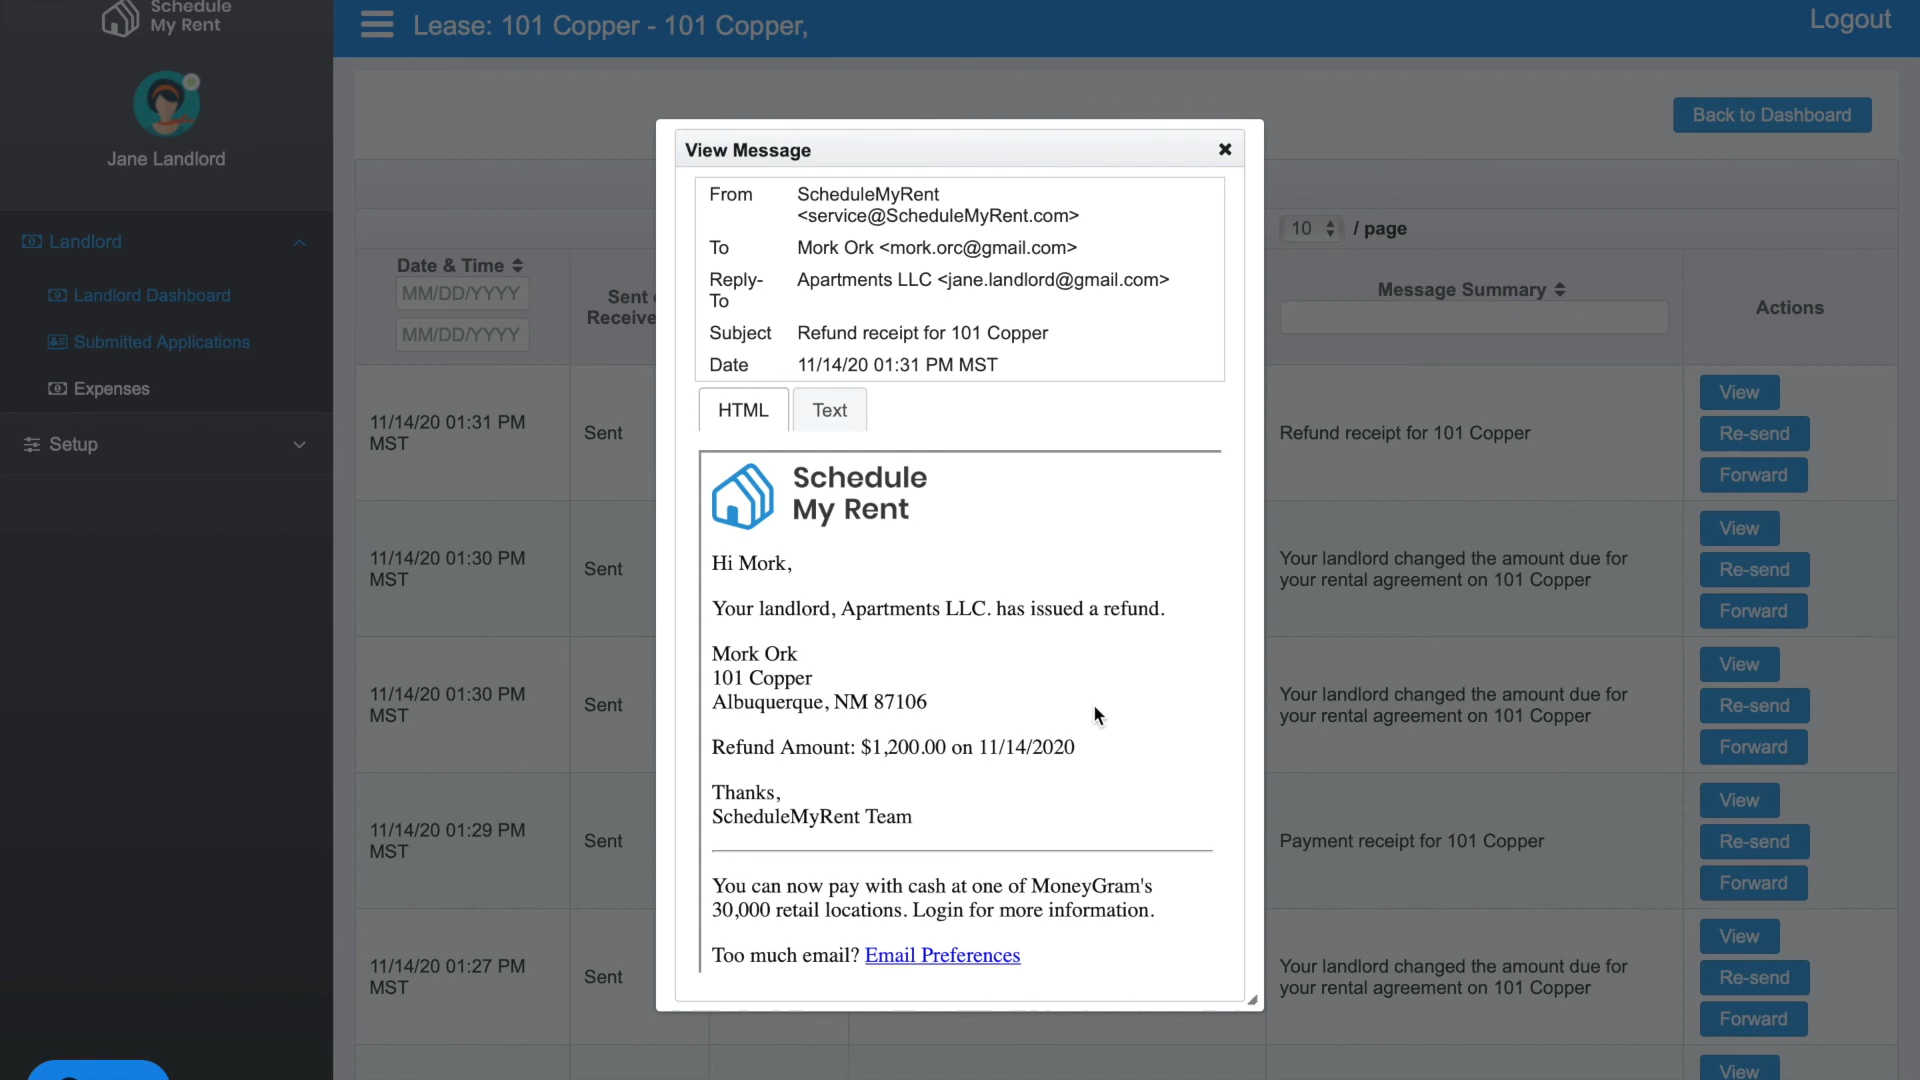 Schedule
My Rent
Lease: 101 Copper - 101 Copper,
Logout
Jane Landlord
Landlord
Landlord Dashboard
Submitted Applications
Expenses
Setup
Back to Dashboard
10 / page
Date & Time
MM/DD/YYYY
MM/DD/YYYY
Sent
Receive
Message Summary
Actions
11/14/20 01:31 PM
MST
Sent
Refund receipt for 101 Copper
View
Re-send
Forward
11/14/20 01:30 PM
MST
Sent
Your landlord changed the amount due for
your rental agreement on 101 Copper
View
Re-send
Forward
11/14/20 01:30 PM
MST
Sent
Your landlord changed the amount due for
your rental agreement on 101 Copper
View
Re-send
Forward
11/14/20 01:29 PM
MST
Sent
Payment receipt for 101 Copper
View
Re-send
Forward
11/14/20 01:27 PM
MST
Sent
Your landlord changed the amount due for
your rental agreement on 101 Copper
View
Re-send
Forward
View
View Message
From ScheduleMyRent
<service@ScheduleMyRent.com>
To Mork Ork <mork.orc@gmail.com>
Reply- Apartments LLC <jane.landlord@gmail.com>
To
Subject Refund receipt for 101 Copper
Date 11/14/20 01:31 PM MST
HTML Text
Schedule
My Rent
Hi Mork,
Your landlord, Apartments LLC. has issued a refund.
Mork Ork
101 Copper
Albuquerque, NM 87106
Refund Amount: $1,200.00 on 11/14/2020
Thanks,
ScheduleMyRent Team
You can now pay with cash at one of MoneyGram's
30,000 retail locations. Login for more information.
Too much email? Email Preferences